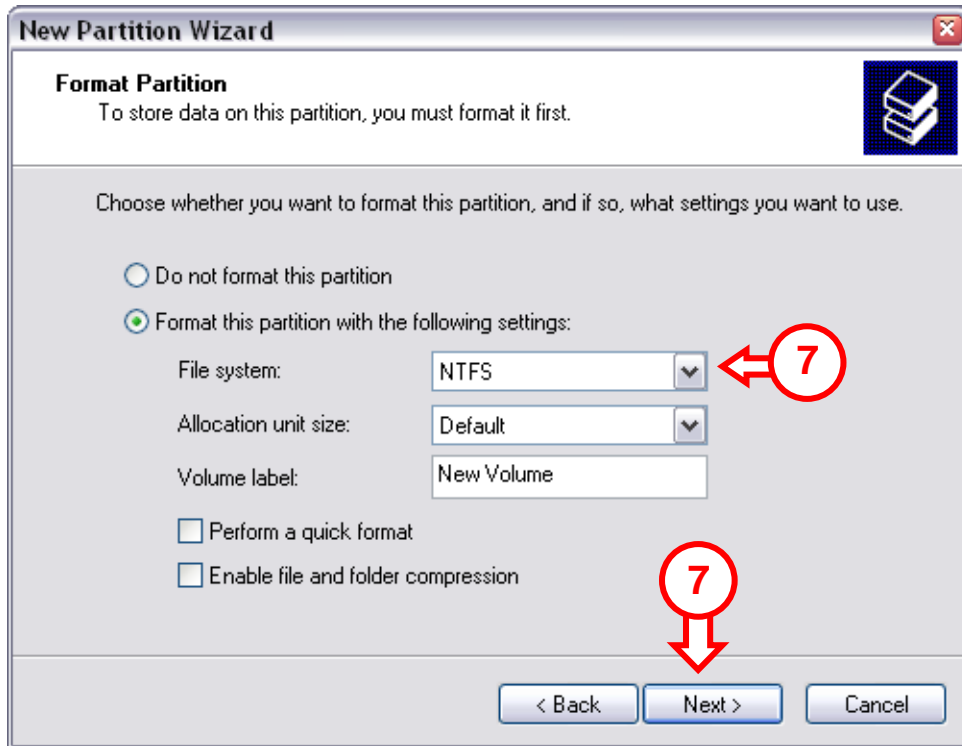 New Partition Wizard
Format Partition
To store data on this partition, you must format it first.
Choose whether you want to format this partition, and if so, what settings you want to use.
Do not format this partition
Format this partition with the following settings:
File system: NTFS 7
Allocation unit size: Default
Volume label: New Volume
Perform a quick format
Enable file and folder compression
7
< Back Next > Cancel